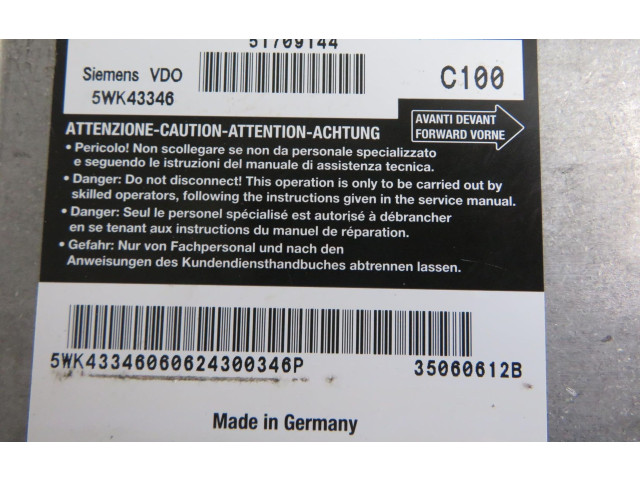 51709144
Siemens VDO
5WK43346
C100
AVANTI DEVANT
FORWARD VORNE
ATTENZIONE-CAUTION-ATTENTION-ACHTUNG
• Pericolo! Non scollegare se non da personale specializzato
e seguendo le istruzioni del manuale di assistenza tecnica.
• Danger: Do not disconnect! This operation is only to be carried out by
skilled operators, following the instructions given in the service manual.
• Danger: Seul le personel spécialisé est autorisé à débrancher
en se tenant aux instructions du manuel de réparation.
• Gefahr: Nur von Fachpersonal und nach den
Anweisungen des Kundendiensthandbuches abtrennen lassen.
5WK43346060624300346P
35060612B
Made in Germany